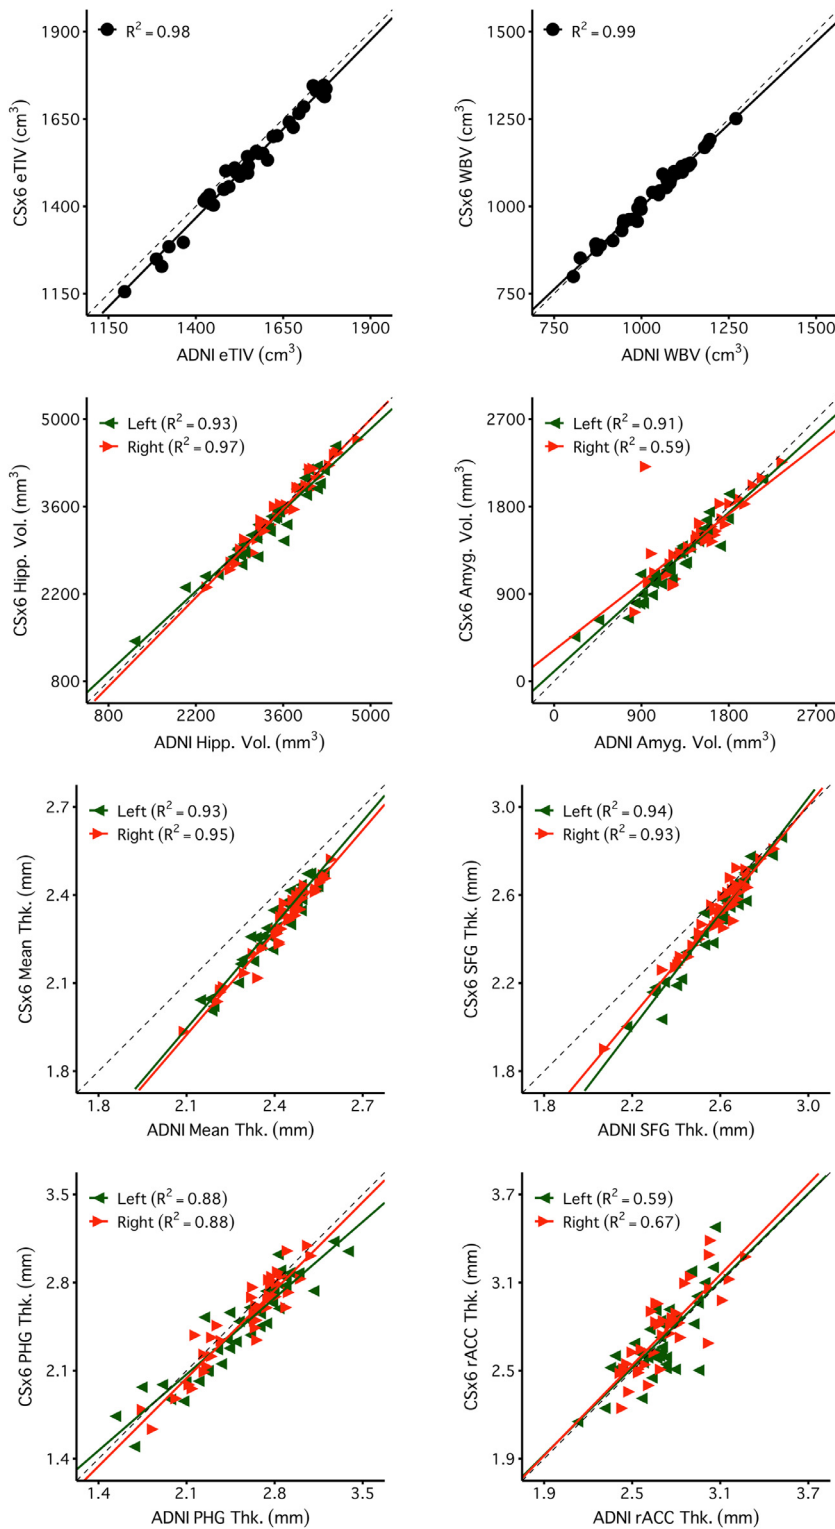 R² = 0.98
1900
1650
1400
1150
CSx6 eTIV (cm³)
1150 1400 1650 1900
ADNI eTIV (cm³)
R² = 0.99
1500
1250
1000
750
CSx6 WBV (cm³)
750 1000 1250 1500
ADNI WBV (cm³)
Left (R² = 0.93)
Right (R² = 0.97)
5000
3600
2200
800
CSx6 Hipp. Vol. (mm³)
800 2200 3600 5000
ADNI Hipp. Vol. (mm³)
Left (R² = 0.91)
Right (R² = 0.59)
2700
1800
900
0
CSx6 Amyg. Vol. (mm³)
0 900 1800 2700
ADNI Amyg. Vol. (mm³)
Left (R² = 0.93)
Right (R² = 0.95)
2.7
2.4
2.1
1.8
CSx6 Mean Thk. (mm)
1.8 2.1 2.4 2.7
ADNI Mean Thk. (mm)
Left (R² = 0.94)
Right (R² = 0.93)
3.0
2.6
2.2
1.8
CSx6 SFG Thk. (mm)
1.8 2.2 2.6 3.0
ADNI SFG Thk. (mm)
Left (R² = 0.88)
Right (R² = 0.88)
3.5
2.8
2.1
1.4
CSx6 PHG Thk. (mm)
1.4 2.1 2.8 3.5
ADNI PHG Thk. (mm)
Left (R² = 0.59)
Right (R² = 0.67)
3.7
3.1
2.5
1.9
CSx6 rACC Thk. (mm)
1.9 2.5 3.1 3.7
ADNI rACC Thk. (mm)